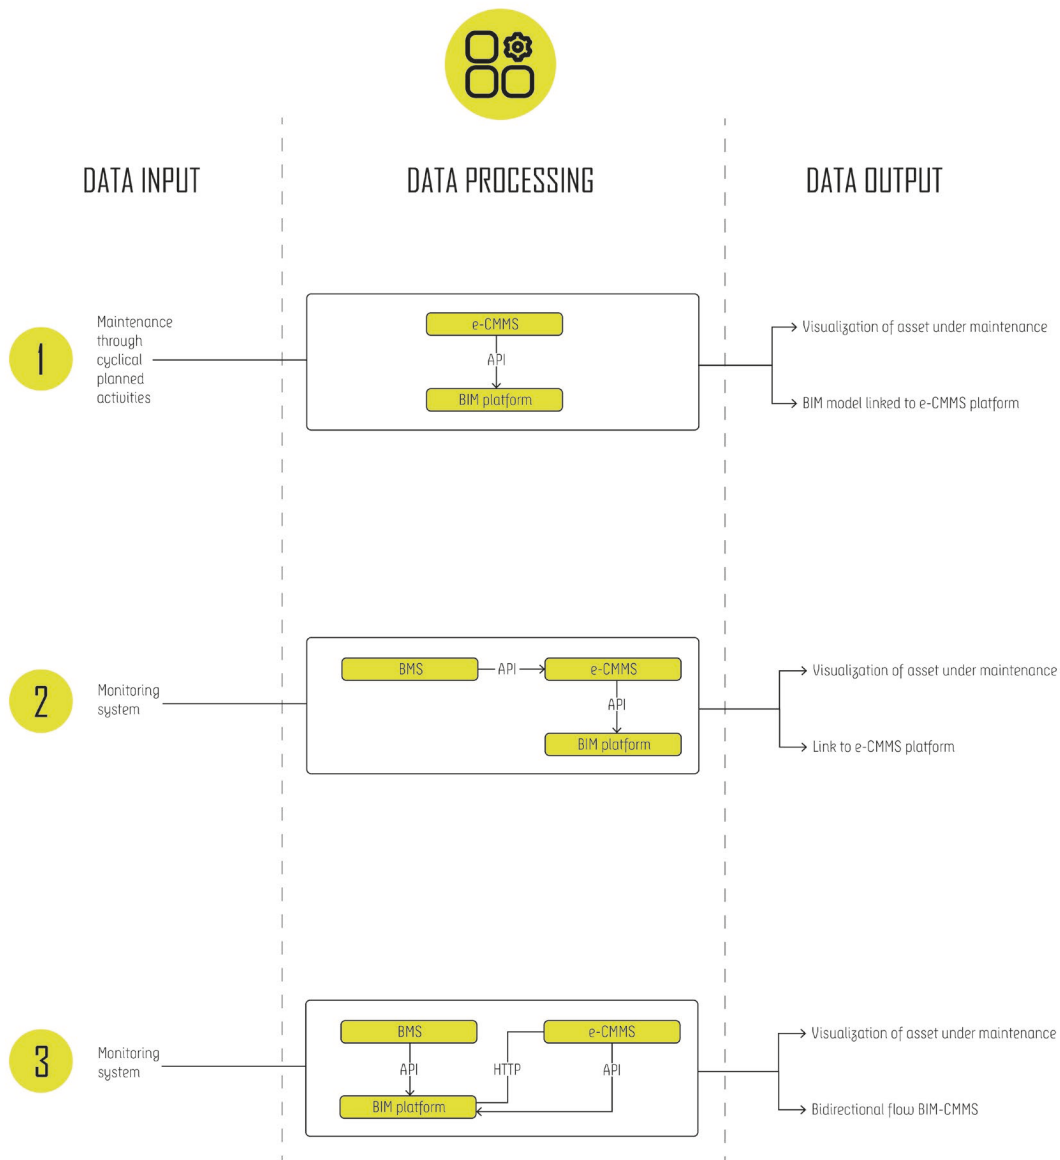 DATA INPUT
DATA PROCESSING
DATA OUTPUT
1
Maintenance
through
cyclical
planned
activities
e-CMMS
API
BIM platform
Visualization of asset under maintenance
BIM model linked to e-CMMS platform
2
Monitoring
system
BMS
API
e-CMMS
API
BIM platform
Visualization of asset under maintenance
Link to e-CMMS platform
3
Monitoring
system
BMS
e-CMMS
API
HTTP
API
BIM platform
Visualization of asset under maintenance
Bidirectional flow BIM-CMMS